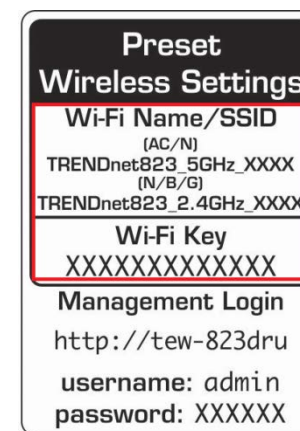 Preset
Wireless Settings
Wi-Fi Name/SSID
(AC/N)
TRENDnet823_5GHz_XXXX
(N/B/G)
TRENDnet823_2.4GHz_XXXX
Wi-Fi Key
XXXXXXXXXXXXX
Management Login
http://tew-823dru
username: admin
password: XXXXXX